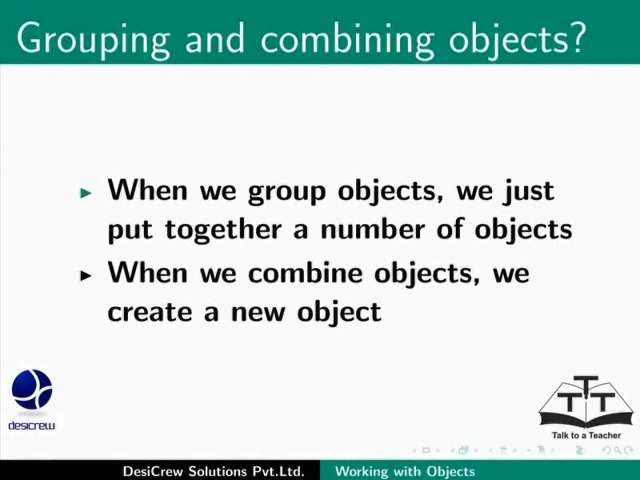 Grouping and combining objects?
When we group objects, we just
put together a number of objects
When we combine objects, we
create a new object
desicrew
TTT
Talk to a Teacher
DesiCrew Solutions Pvt.Ltd. Working with Objects